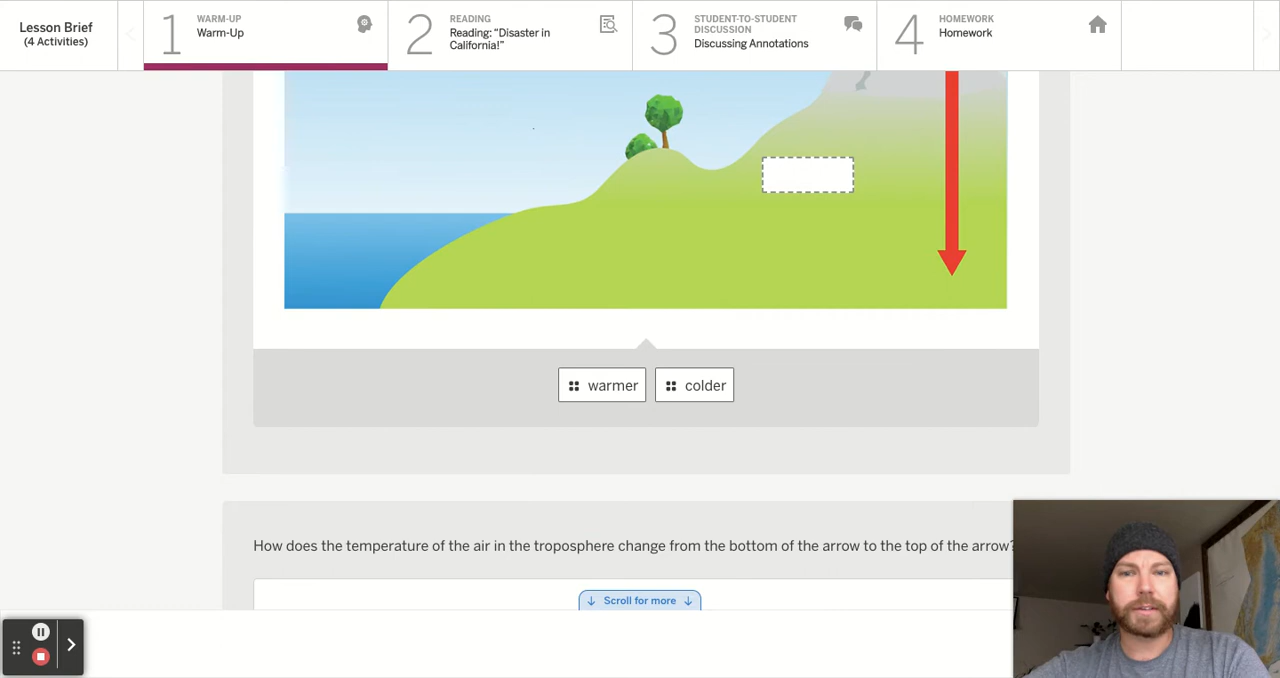 Lesson Brief
(4 Activities)
1
WARM-UP
Warm-Up
2
READING
Reading: “Disaster in
California!”
3
STUDENT-TO-STUDENT
DISCUSSION
Discussing Annotations
4
HOMEWORK
Homework
warmer
colder
How does the temperature of the air in the troposphere change from the bottom of the arrow to the top of the arrow?
Scroll for more